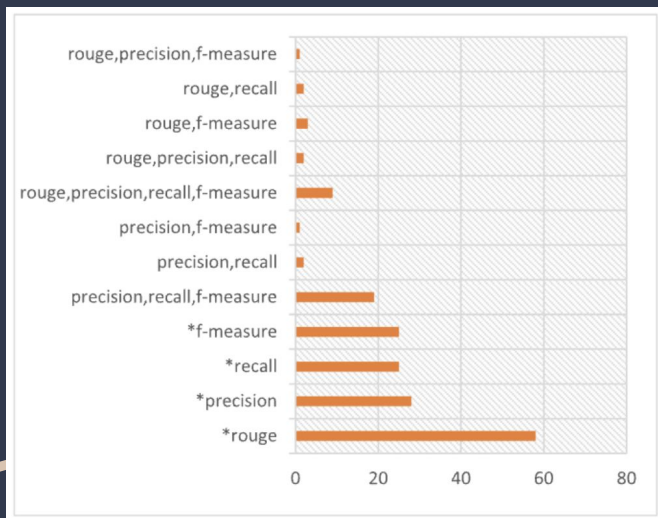 rouge,precision,f-measure
rouge,recall
rouge,f-measure
rouge,precision,recall
rouge,precision,recall,f-measure
precision,f-measure
precision,recall
precision,recall,f-measure
*f-measure
*recall
*precision
*rouge
0 20 40 60 80